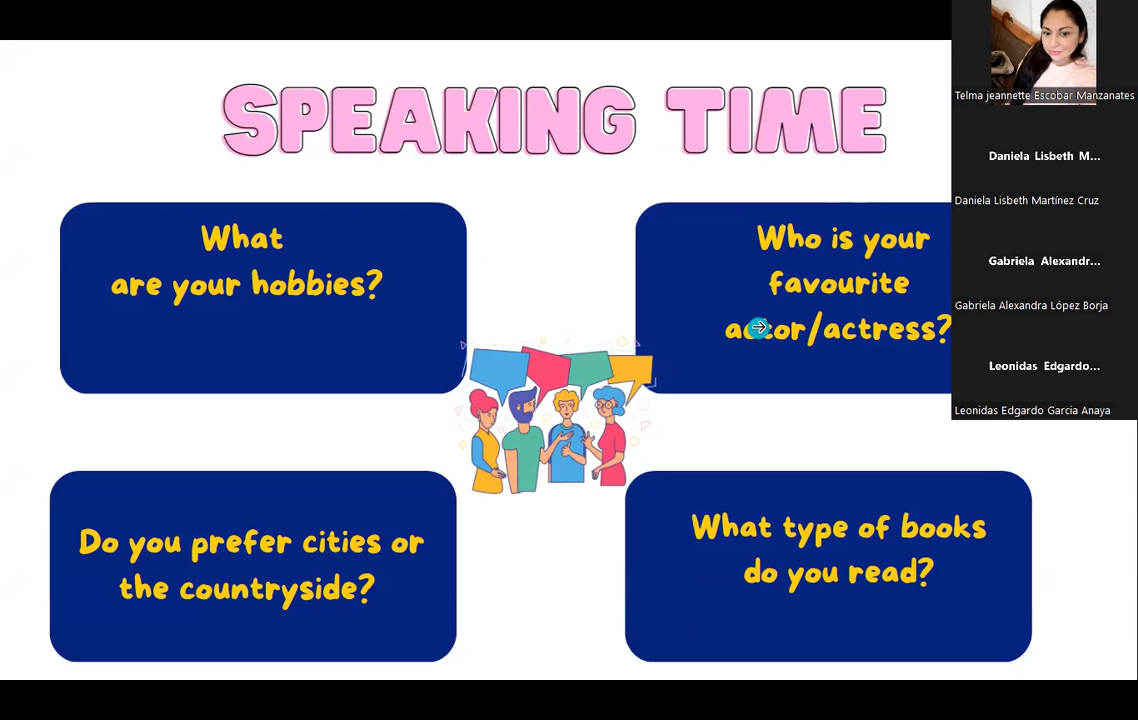 SPEAKING TIME
What
are your hobbies?
Who is your
favourite
actor/actress?
Do you prefer cities or
the countryside?
What type of books
do you read?
Telma jeannette Escobar Manzanates
Daniela Lisbeth M...
Daniela Lisbeth Martínez Cruz
Gabriela Alexandr...
Gabriela Alexandra López Borja
Leonidas Edgardo...
Leonidas Edgardo Garcia Anaya